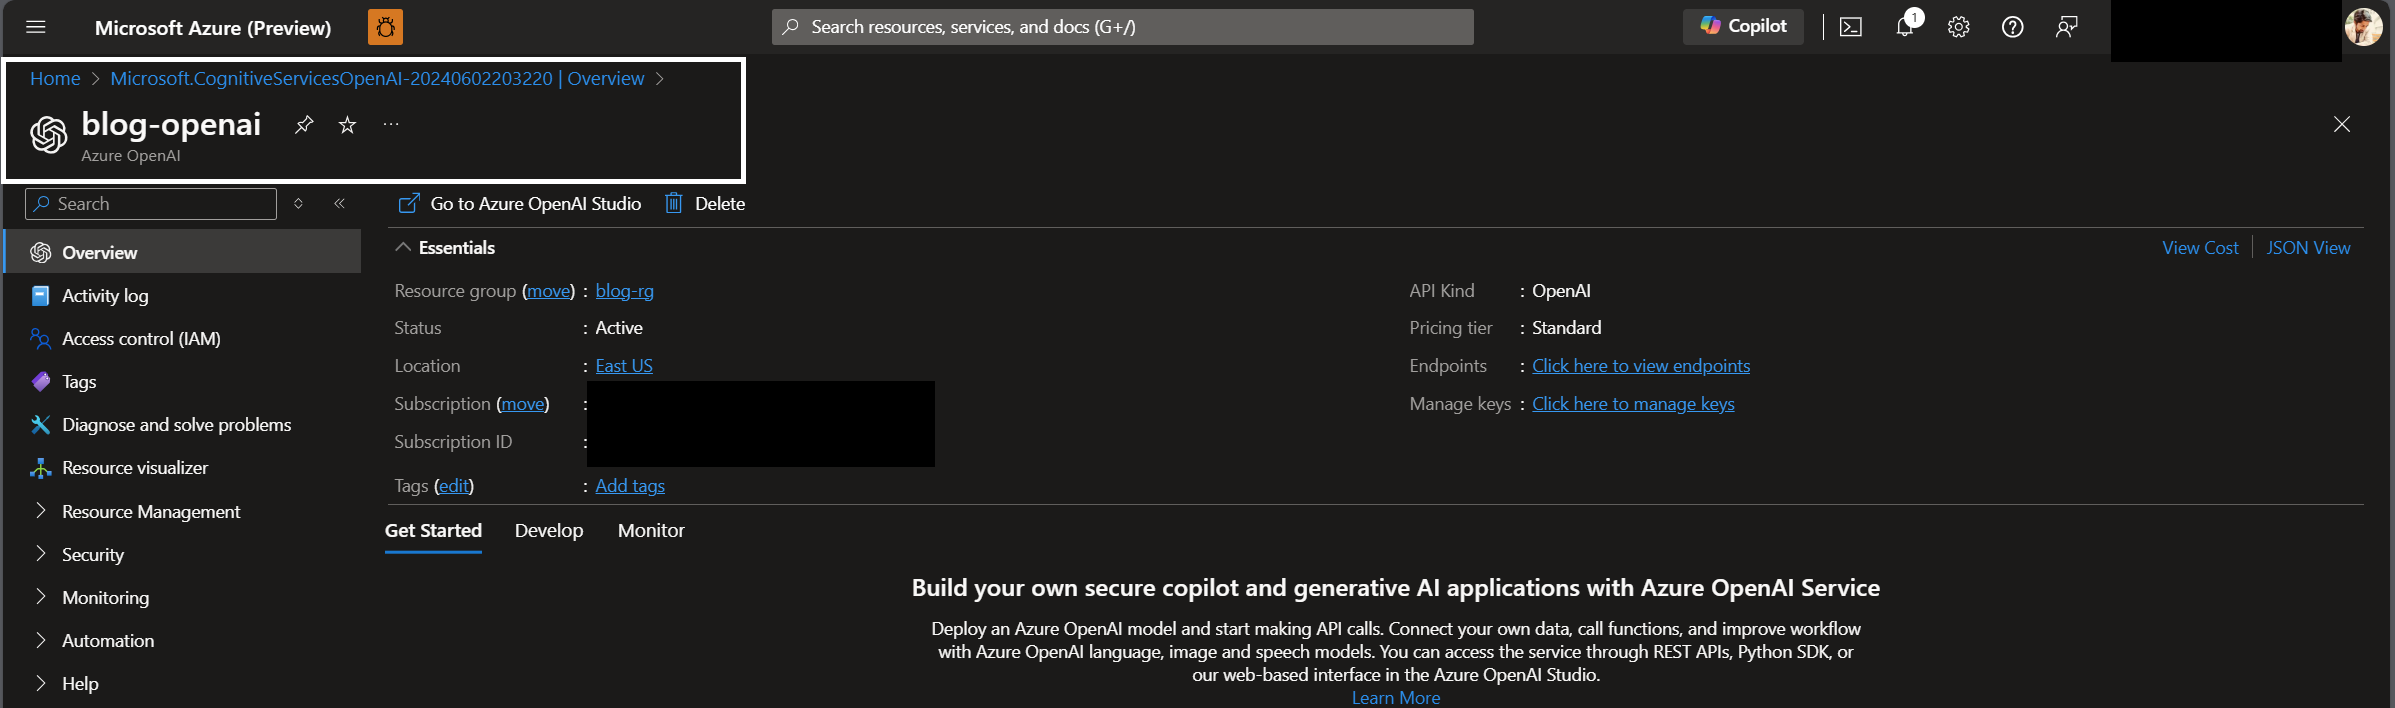 Microsoft Azure (Preview)
Search resources, services, and docs (G+/)
Copilot
1
Home > Microsoft.CognitiveServicesOpenAI-20240602203220 | Overview >
blog-openai
Azure OpenAI
Search
Go to Azure OpenAI Studio
Delete
Overview
Activity log
Access control (IAM)
Tags
Diagnose and solve problems
Resource visualizer
Resource Management
Security
Monitoring
Automation
Help
Essentials
View Cost
JSON View
Resource group (move) : blog-rg
Status : Active
Location : East US
Subscription (move) :
Subscription ID :
Tags (edit) : Add tags
API Kind : OpenAI
Pricing tier : Standard
Endpoints : Click here to view endpoints
Manage keys : Click here to manage keys
Get Started
Develop
Monitor
Build your own secure copilot and generative AI applications with Azure OpenAI Service
Deploy an Azure OpenAI model and start making API calls. Connect your own data, call functions, and improve workflow
with Azure OpenAI language, image and speech models. You can access the service through REST APIs, Python SDK, or
our web-based interface in the Azure OpenAI Studio.
Learn More